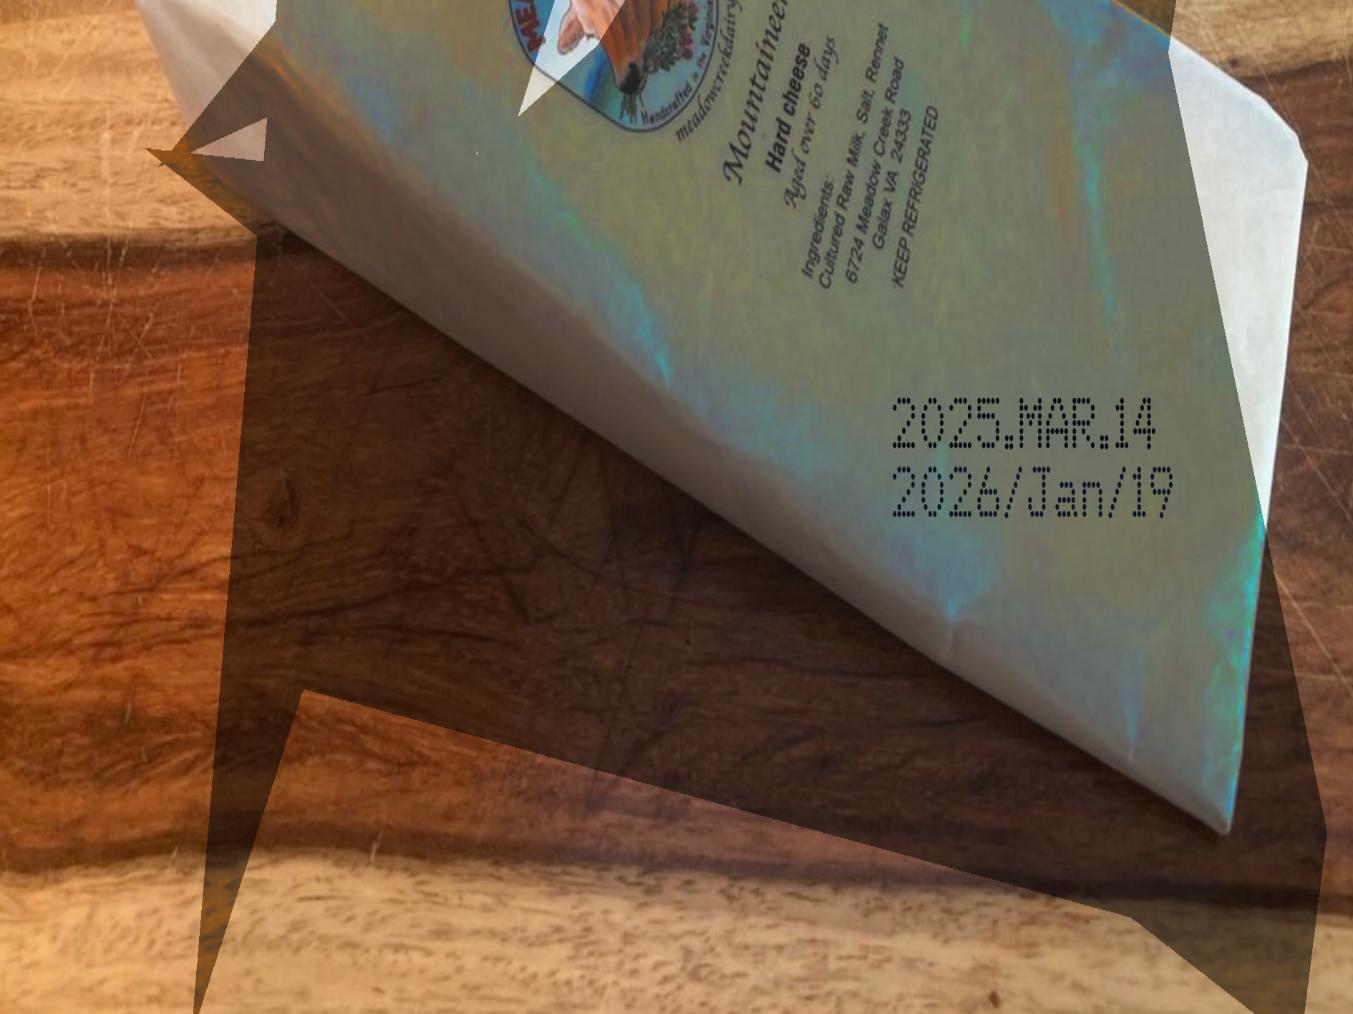 ME
Handcrafted in the Virginia
meadowcreekdairy
Mountaineer
Hard cheese
Aged over 60 days
Ingredients:
Cultured Raw Milk, Salt, Rennet
6724 Meadow Creek Road
Galax VA 24333
KEEP REFRIGERATED
2025.MAR.14
2026/Jan/19